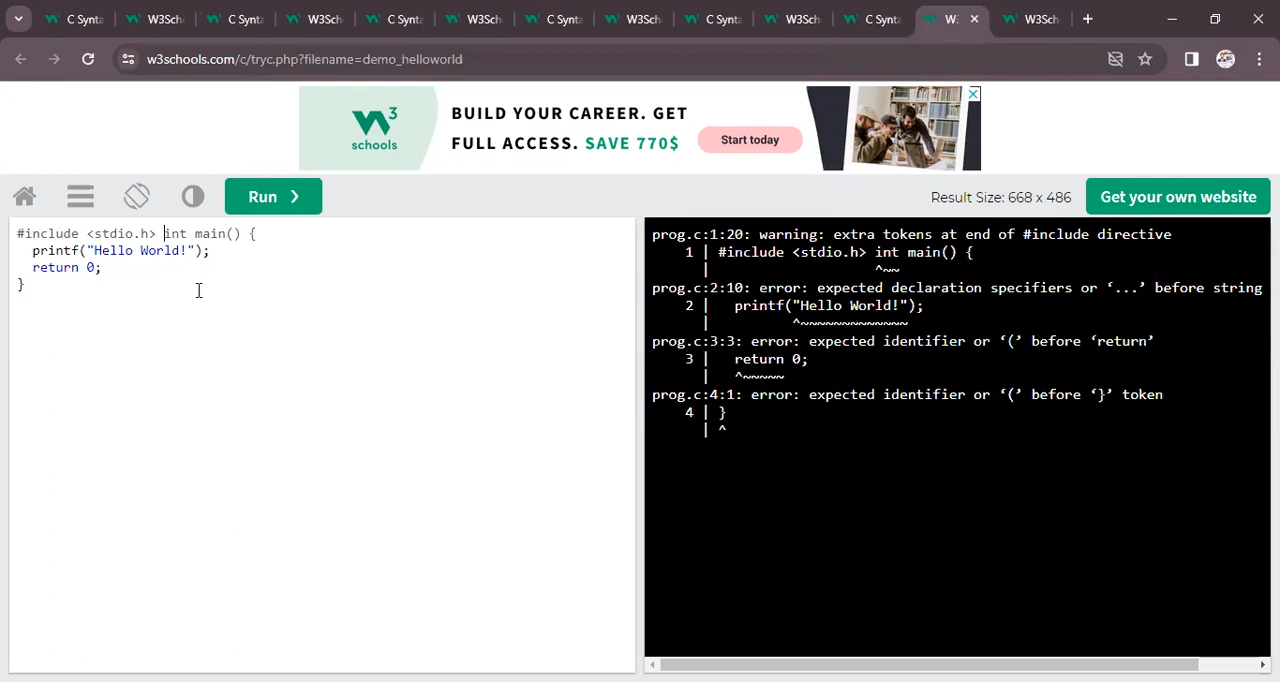 C Synta W3Sch C Synta W3Sch C Synta W3Sch C Synta W3Sch C Synta W3Sch C Synta W3 W3Sch
w3schools.com/c/tryc.php?filename=demo_helloworld
W3 schools
BUILD YOUR CAREER. GET
FULL ACCESS. SAVE 770$
Start today
Run ❯
Result Size: 668 x 486
Get your own website
#include <stdio.h> int main() {
  printf("Hello World!");
  return 0;
}
prog.c:1:20: warning: extra tokens at end of #include directive
    1 | #include <stdio.h> int main() {
      |                    ^~~
prog.c:2:10: error: expected declaration specifiers or ‘...’ before string
    2 |   printf("Hello World!");
      |          ^~~~~~~~~~~~~~
prog.c:3:3: error: expected identifier or ‘(’ before ‘return’
    3 |   return 0;
      |   ^~~~~~
prog.c:4:1: error: expected identifier or ‘(’ before ‘}’ token
    4 | }
      | ^